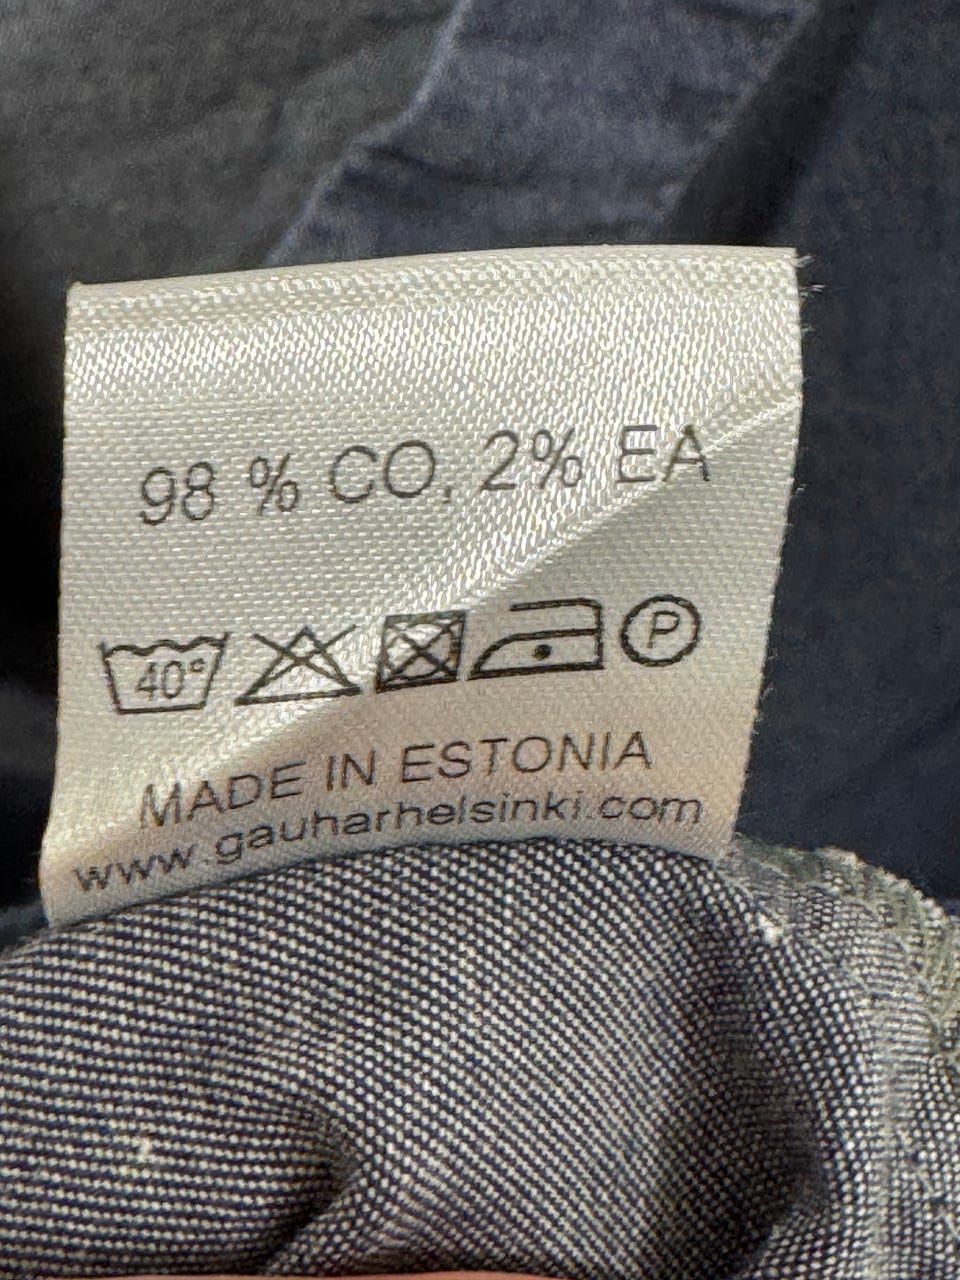 98 % CO, 2% EA
40° P
MADE IN ESTONIA
www.gauharhelsinki.com